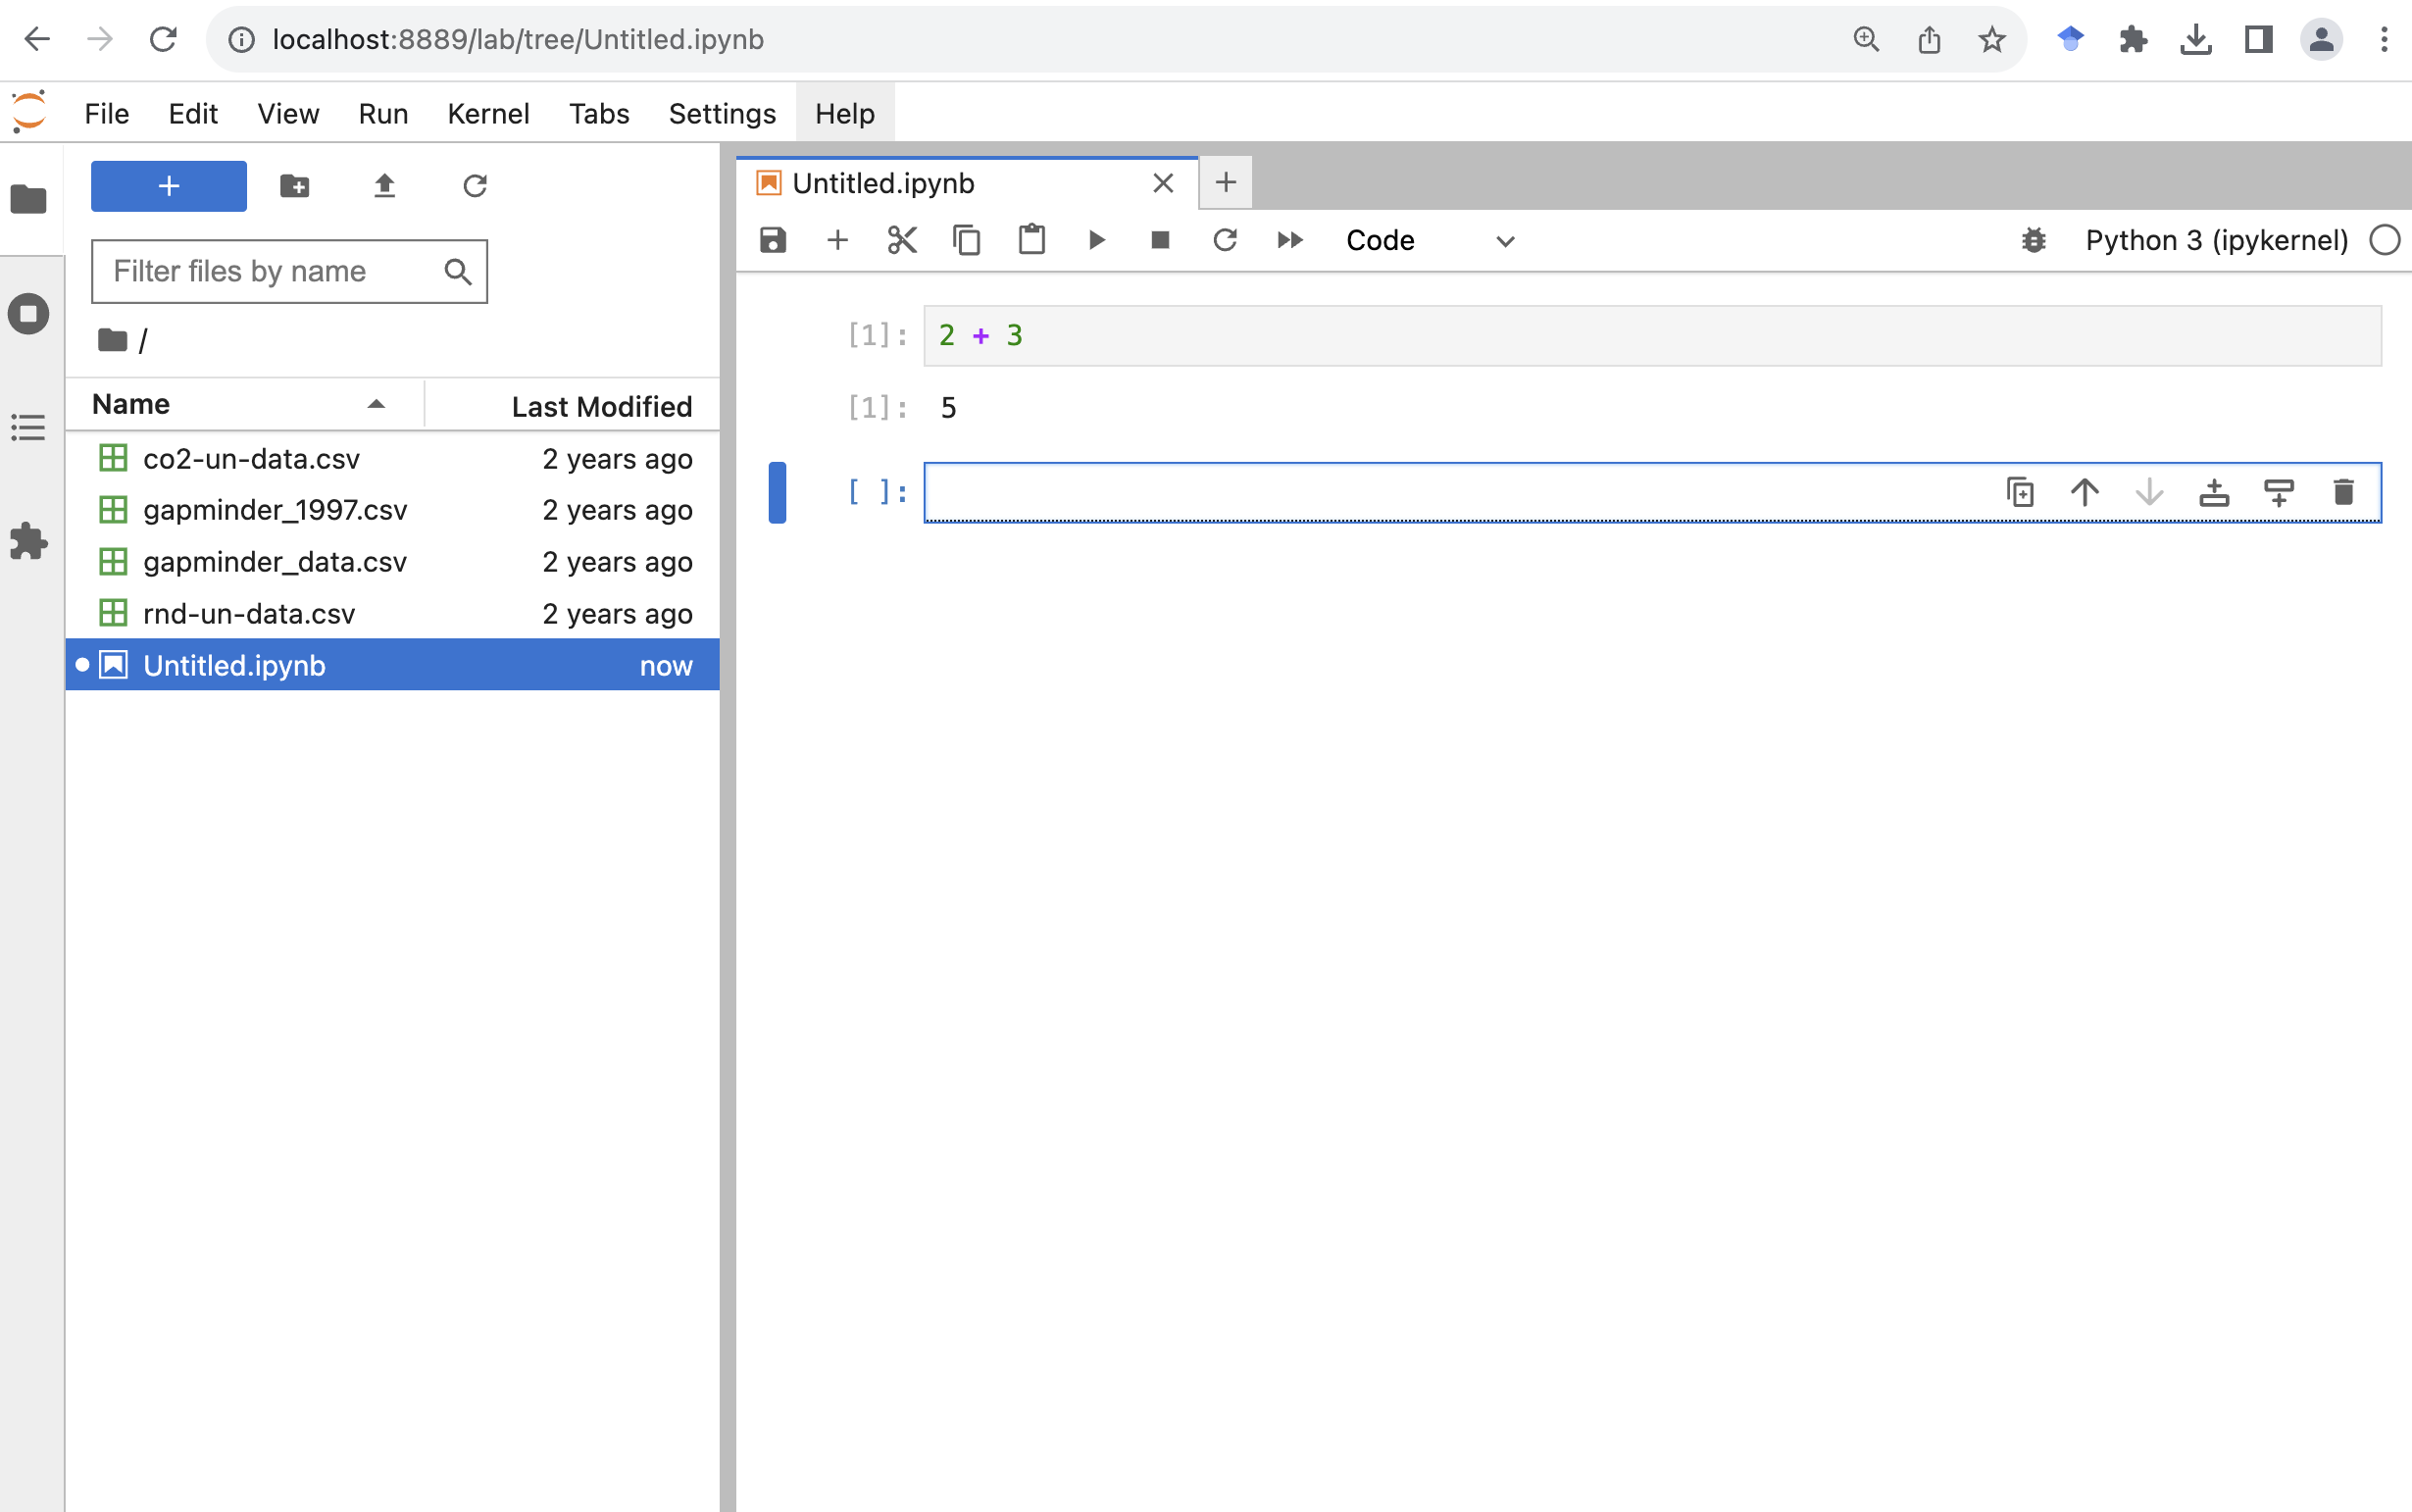 localhost:8889/lab/tree/Untitled.ipynb
File Edit View Run Kernel Tabs Settings Help
Filter files by name
/
Name Last Modified
co2-un-data.csv 2 years ago
gapminder_1997.csv 2 years ago
gapminder_data.csv 2 years ago
rnd-un-data.csv 2 years ago
Untitled.ipynb now
Untitled.ipynb
Code Python 3 (ipykernel)
[1]: 2 + 3
[1]: 5
[ ]: